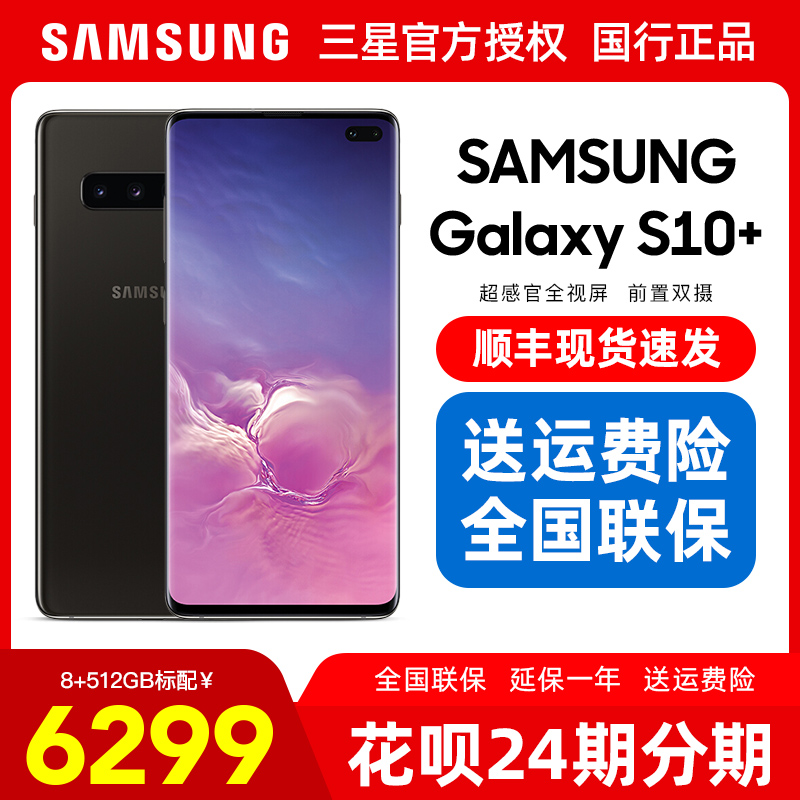 SAMSUNG 三星官方授权 国行正品
SAMSUNG
Galaxy S10+
超感官全视屏 前置双摄
顺丰现货速发
送运费险
全国联保
8+512GB标配￥
6299
全国联保 延保一年 送运费险
花呗24期分期